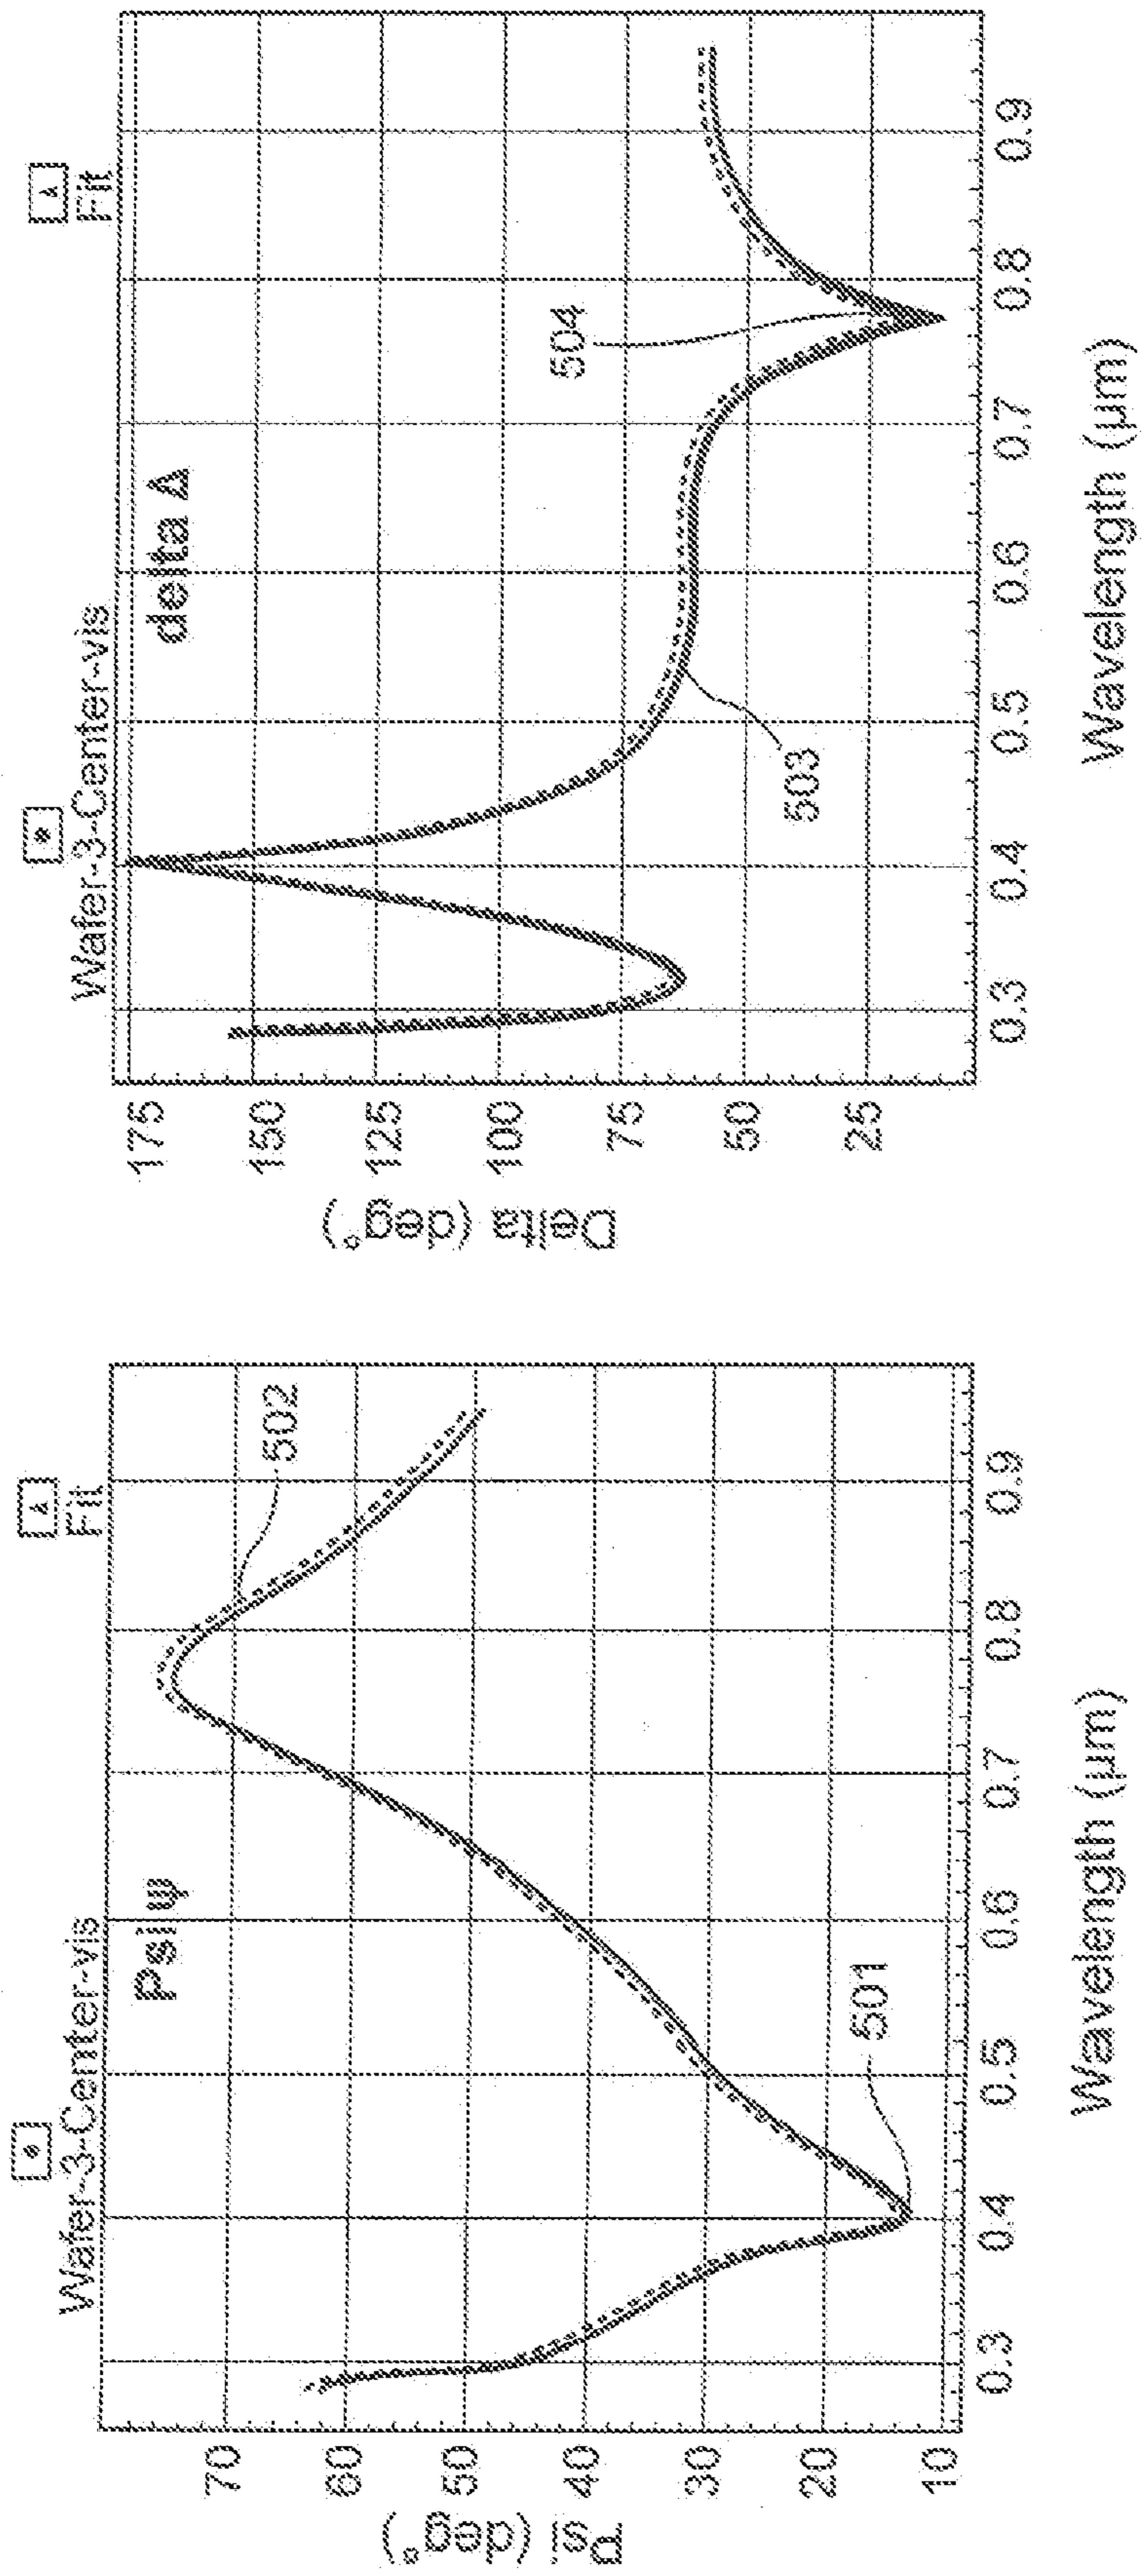 Wafer-3-Center-vis
A
Fit
Psi ψ
Psi (deg°)
70
60
50
40
30
20
10
502
501
0.3
0.4
0.5
0.6
0.7
0.8
0.9
Wavelength (µm)
Wafer-3-Center-vis
A
Fit
delta Δ
Delta (deg°)
175
150
125
100
75
50
25
504
503
0.3
0.4
0.5
0.6
0.7
0.8
0.9
Wavelength (µm)